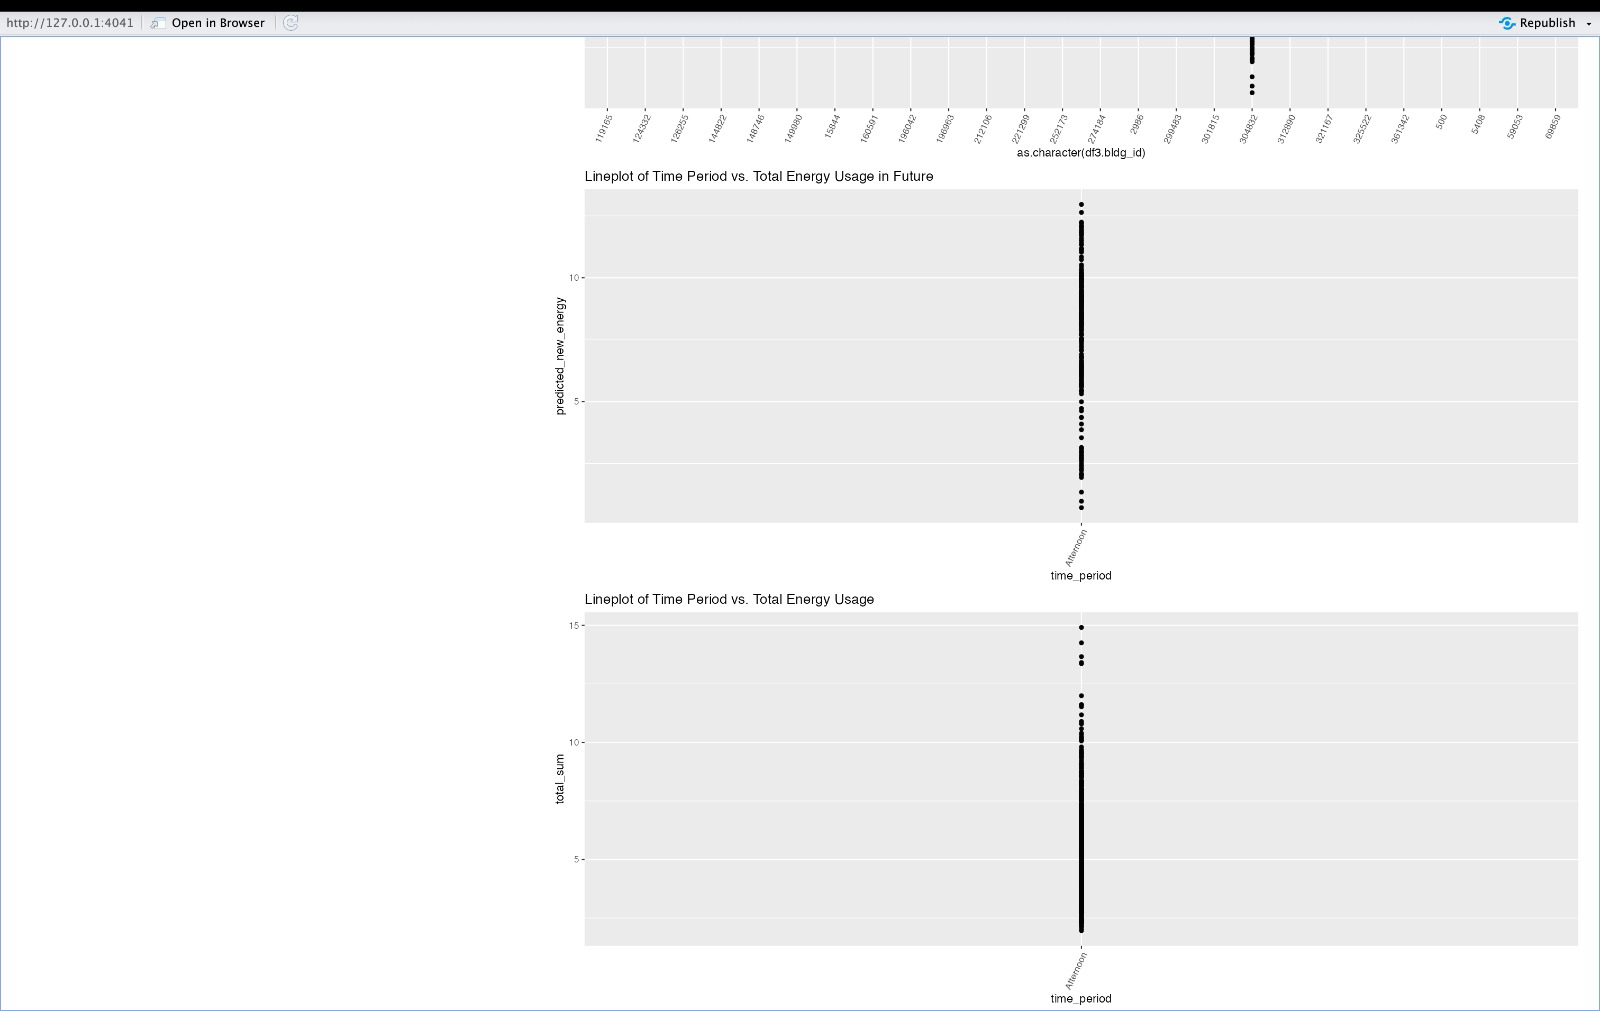 http://127.0.0.1:4041 Open in Browser Republish
119165 124332 126255 144822 148746 149980 15844 160591 196042 196963 212106 221299 252173 274184 2986 299483 301815 304832 312690 321167 325522 361342 500 5408 59053 69859
as.character(df3.bldg_id)
Lineplot of Time Period vs. Total Energy Usage in Future
10
predicted_new_energy
5
Afternoon
time_period
Lineplot of Time Period vs. Total Energy Usage
15
10
total_sum
5
Afternoon
time_period